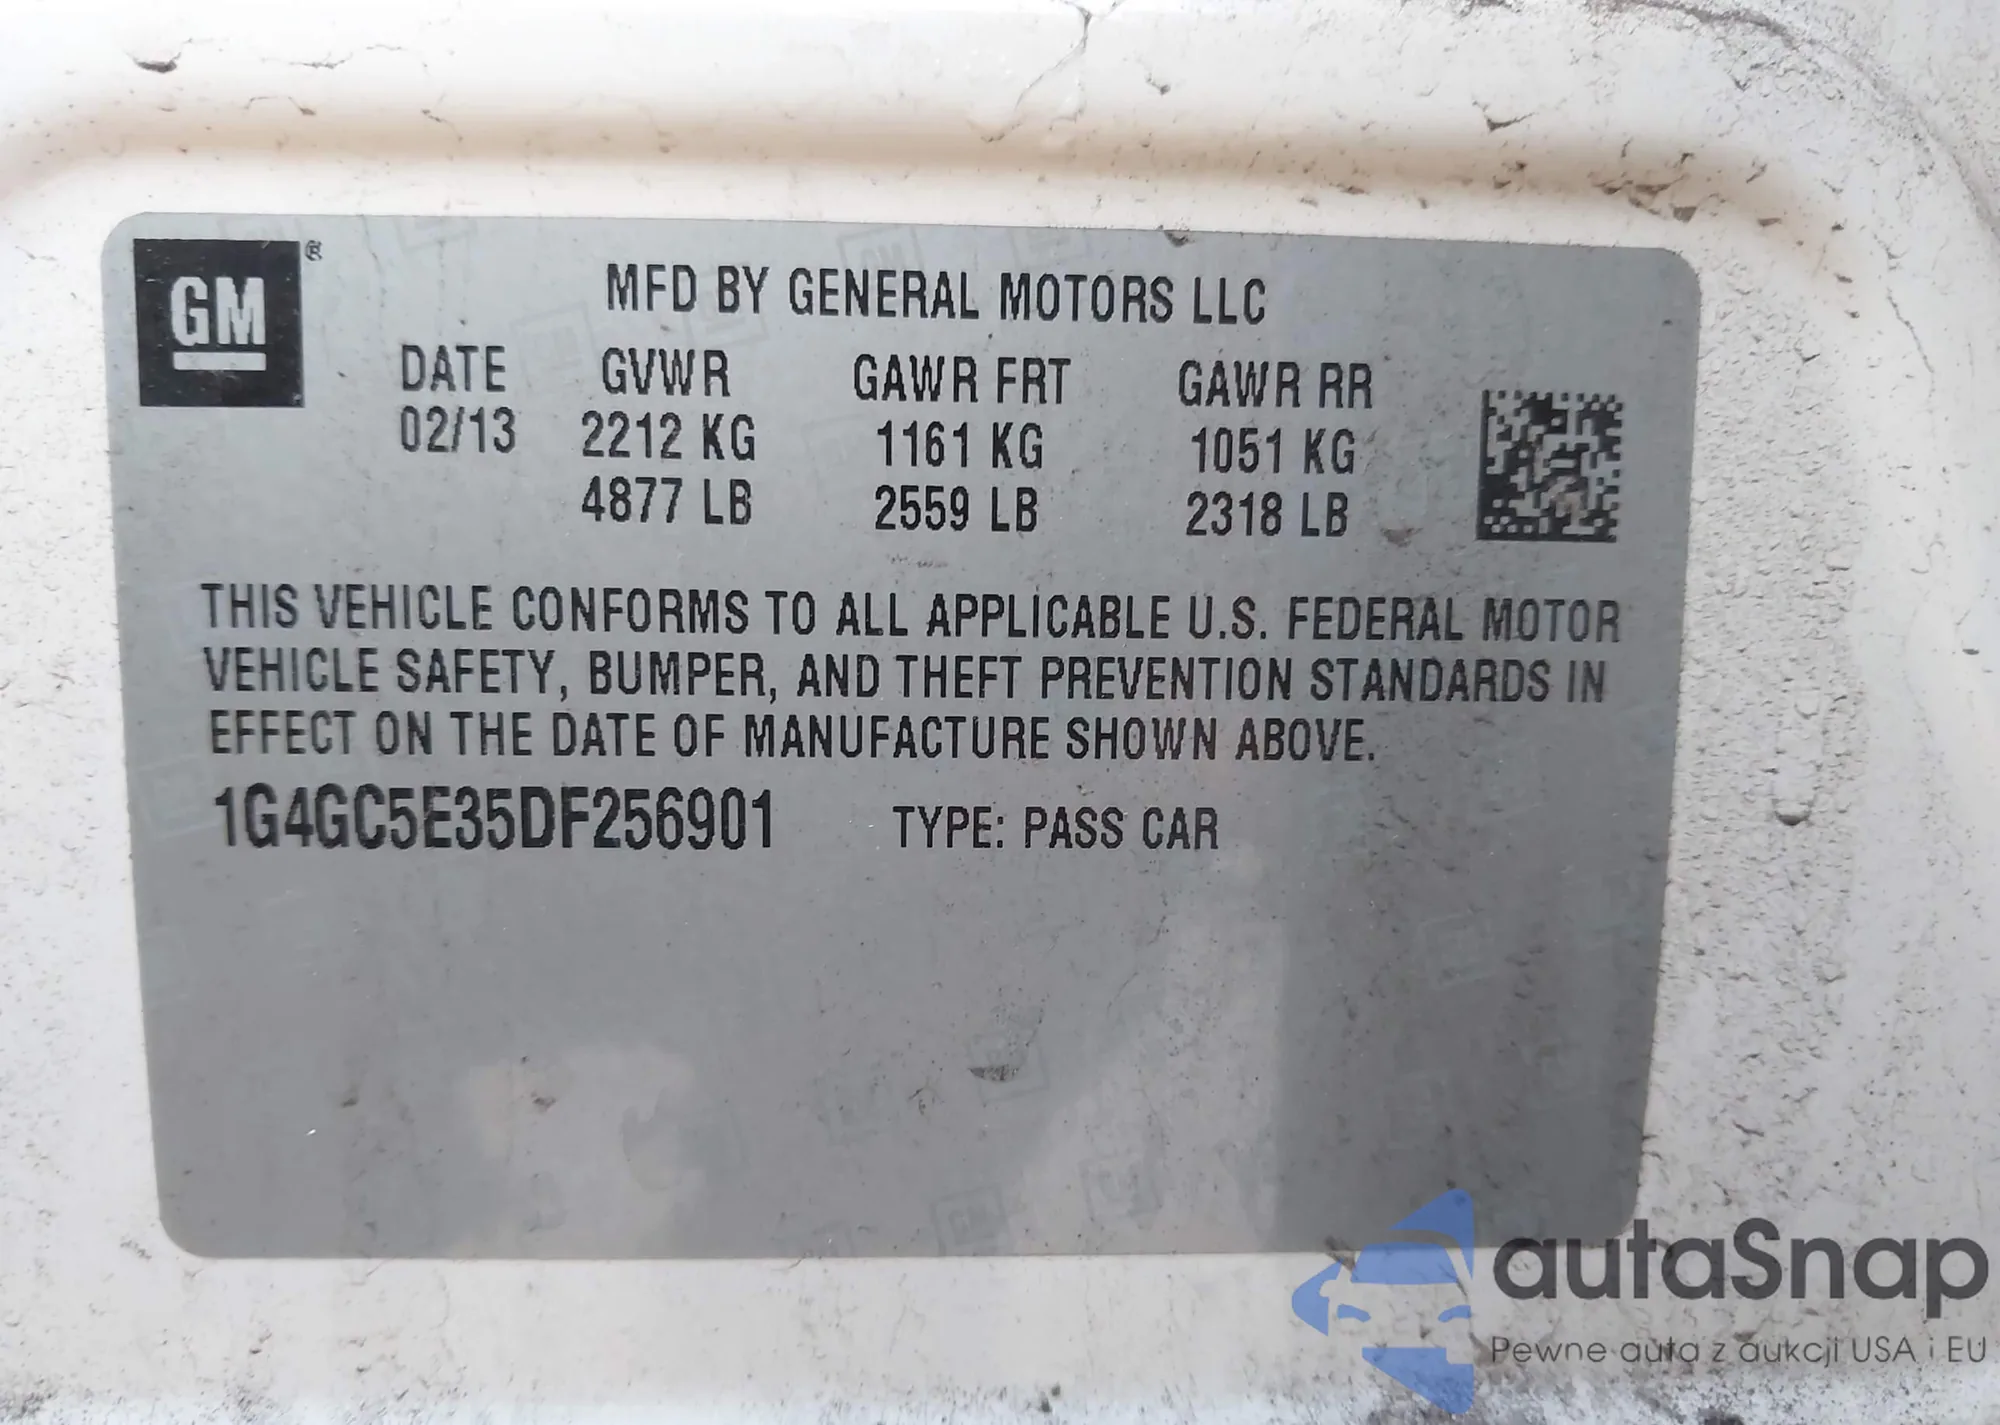 GM ®
MFD BY GENERAL MOTORS LLC
DATE GVWR GAWR FRT GAWR RR
02/13 2212 KG 1161 KG 1051 KG
4877 LB 2559 LB 2318 LB
THIS VEHICLE CONFORMS TO ALL APPLICABLE U.S. FEDERAL MOTOR
VEHICLE SAFETY, BUMPER, AND THEFT PREVENTION STANDARDS IN
EFFECT ON THE DATE OF MANUFACTURE SHOWN ABOVE.
1G4GC5E35DF256901 TYPE: PASS CAR
autaSnap
Pewne auta z aukcji USA i EU